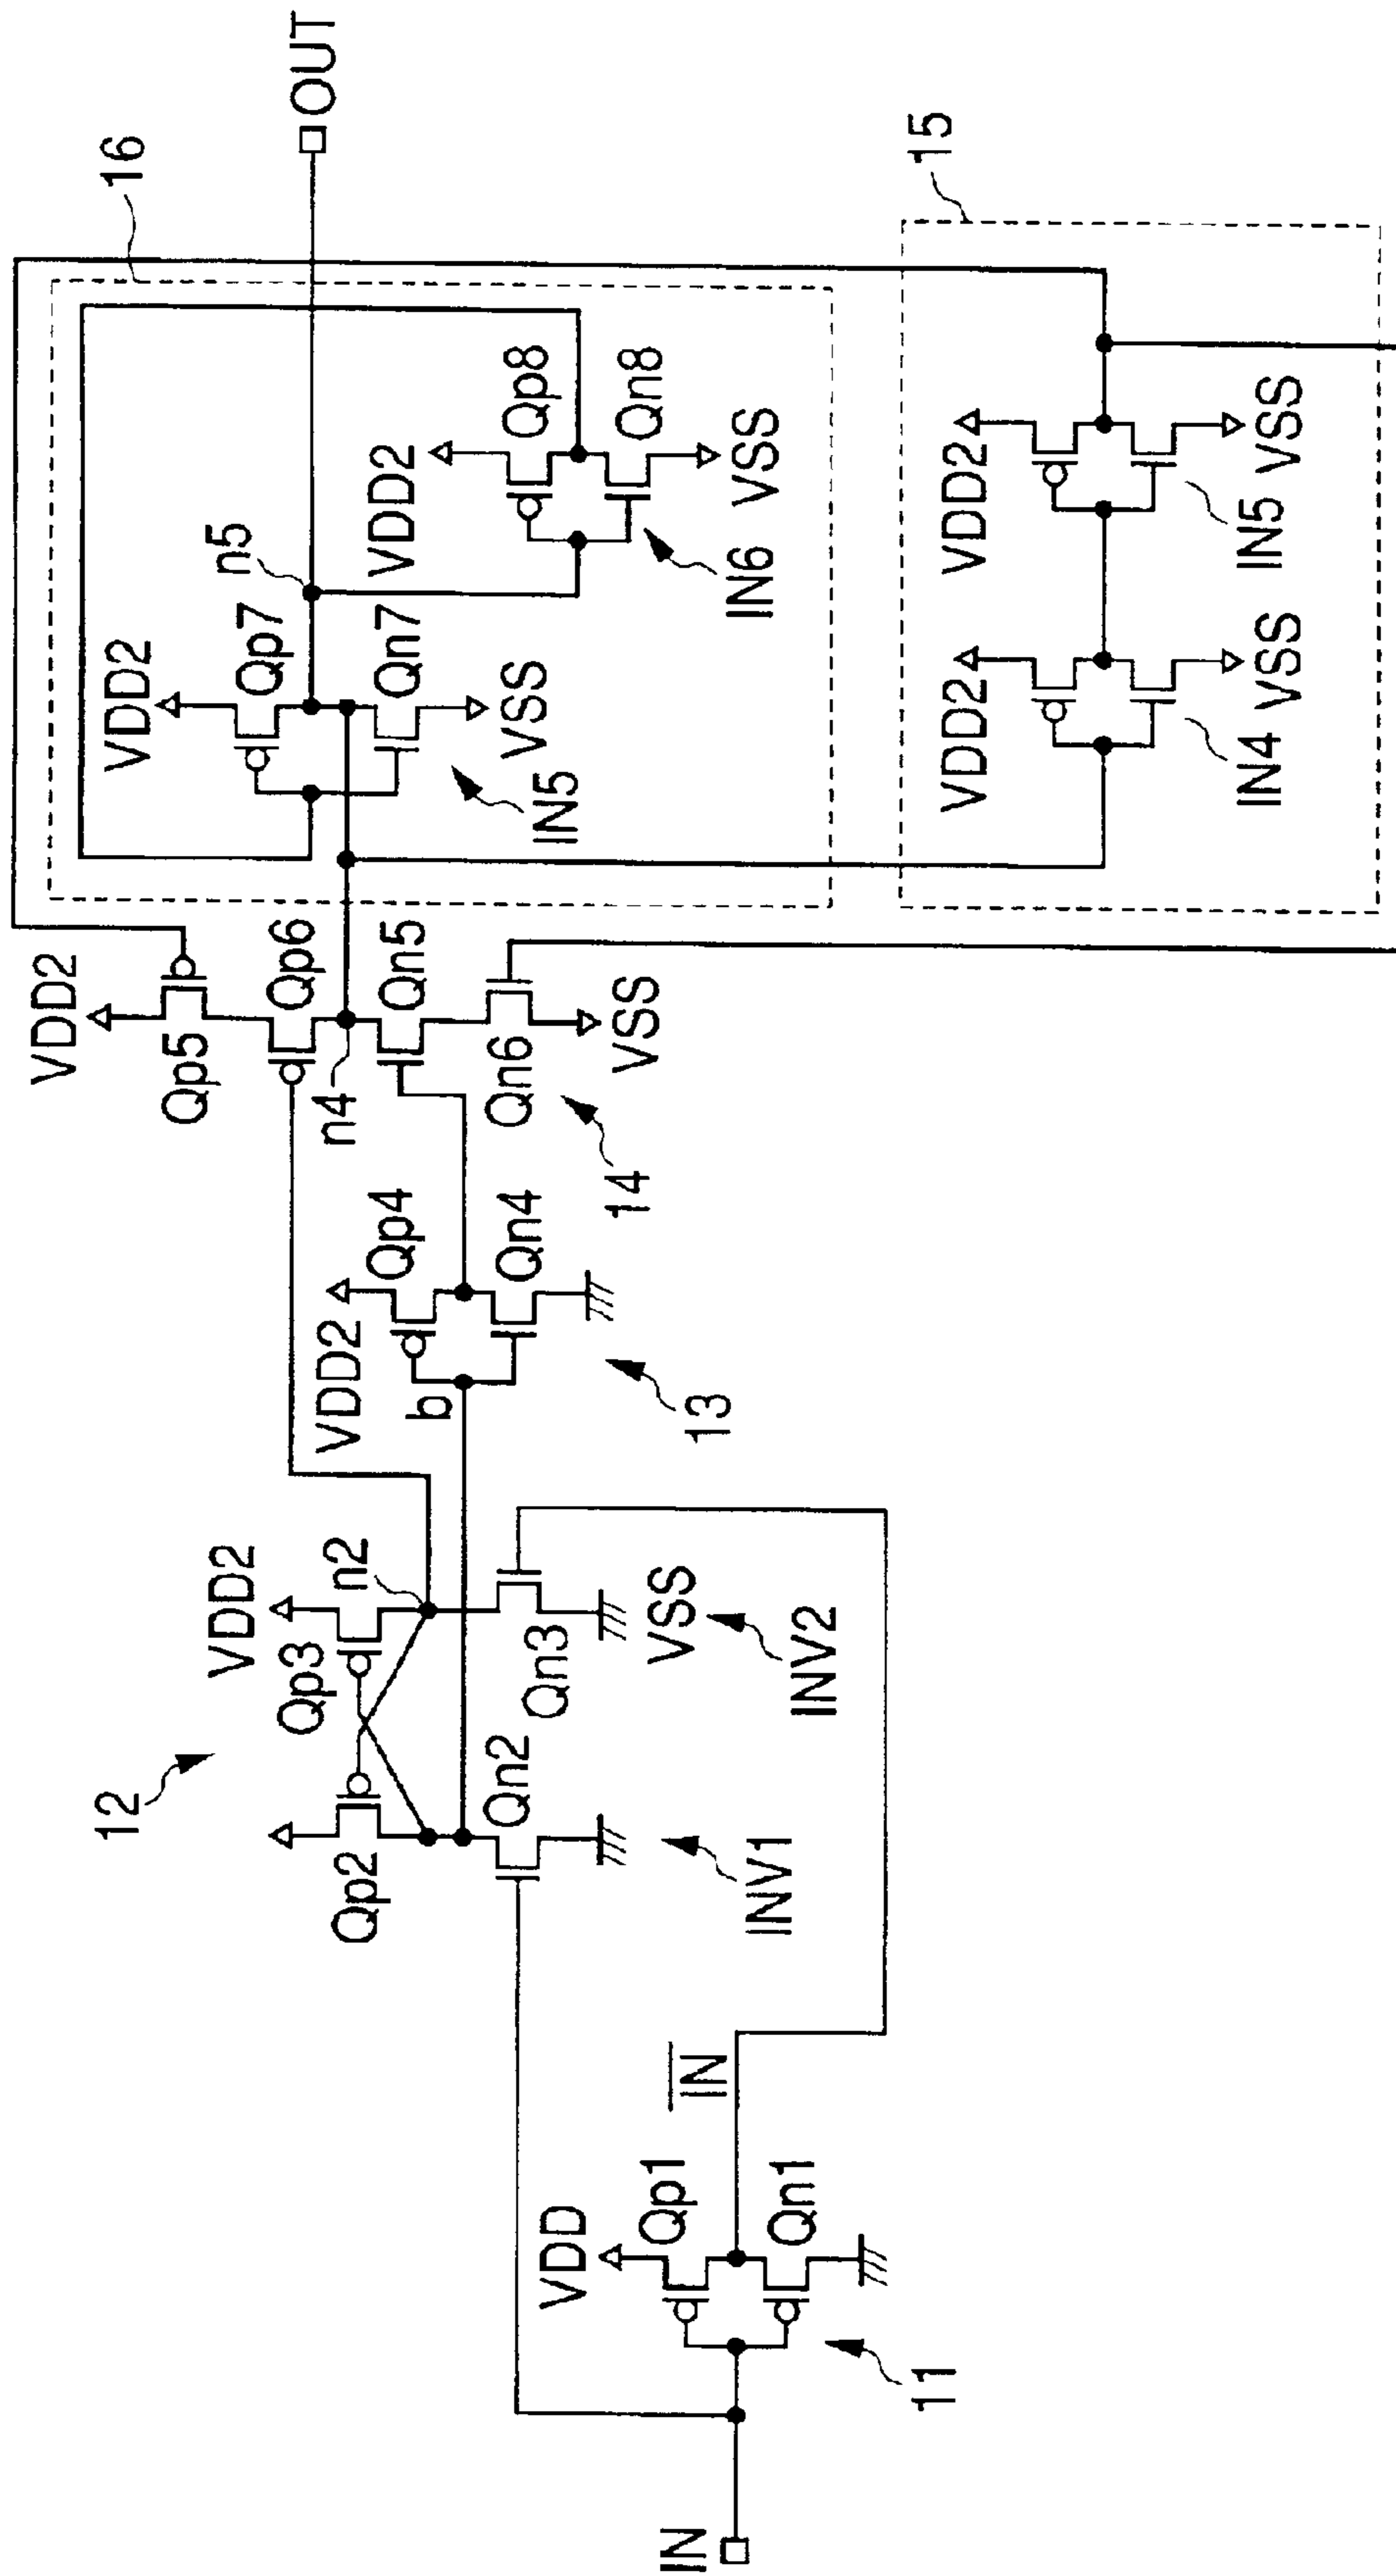 IN
11
VDD
Qp1
Qn1
IN
12
Qp2
Qn2
INV1
VDD2
Qp3
n2
Qn3
VSS
INV2
VDD2
Qp4
b
Qn4
13
VDD2
Qp5
Qp6
n4
Qn5
Qn6
VSS
14
16
VDD2
Qp7
n5
Qn7
VSS
IN5
VDD2
Qp8
Qn8
VSS
IN6
OUT
15
VDD2
VSS
IN4
VDD2
VSS
IN5